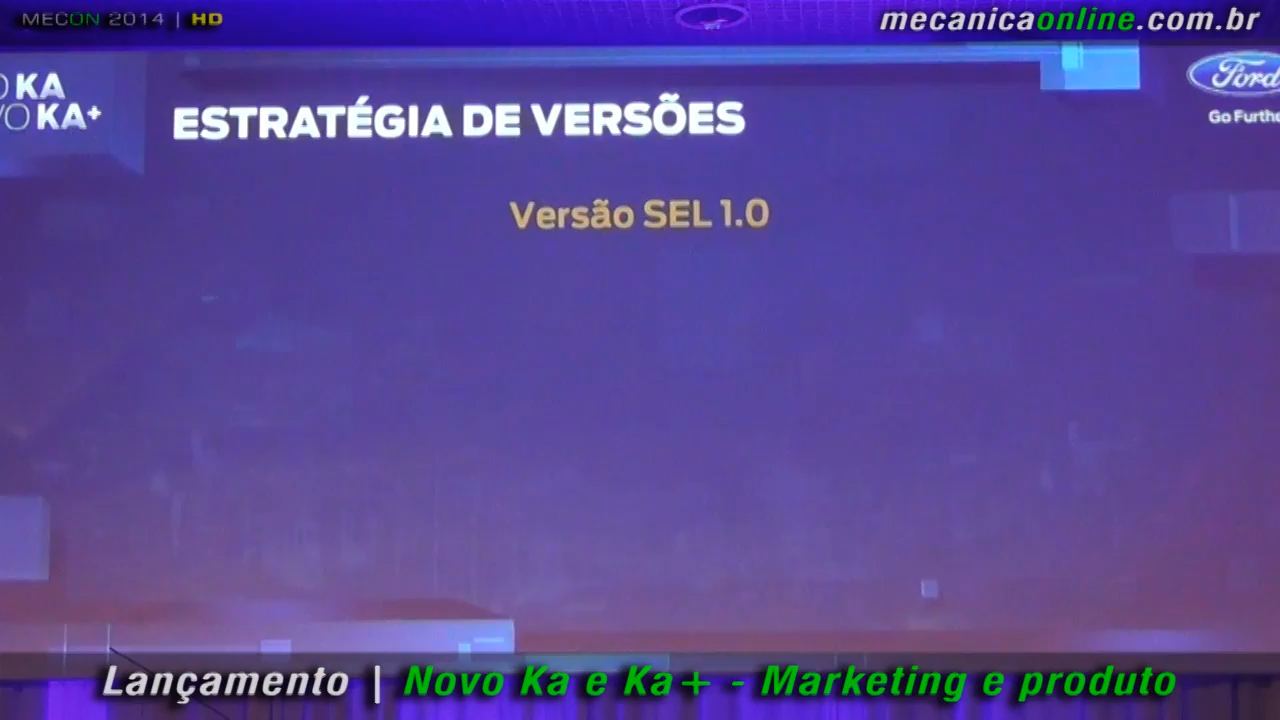 MECON 2014 | HD
mecanicaonline.com.br
KA
KA+
Ford
Go
ESTRATÉGIA DE VERSÕES
Versão SEL 1.0
Lançamento | Novo Ka e Ka+ - Marketing e produto